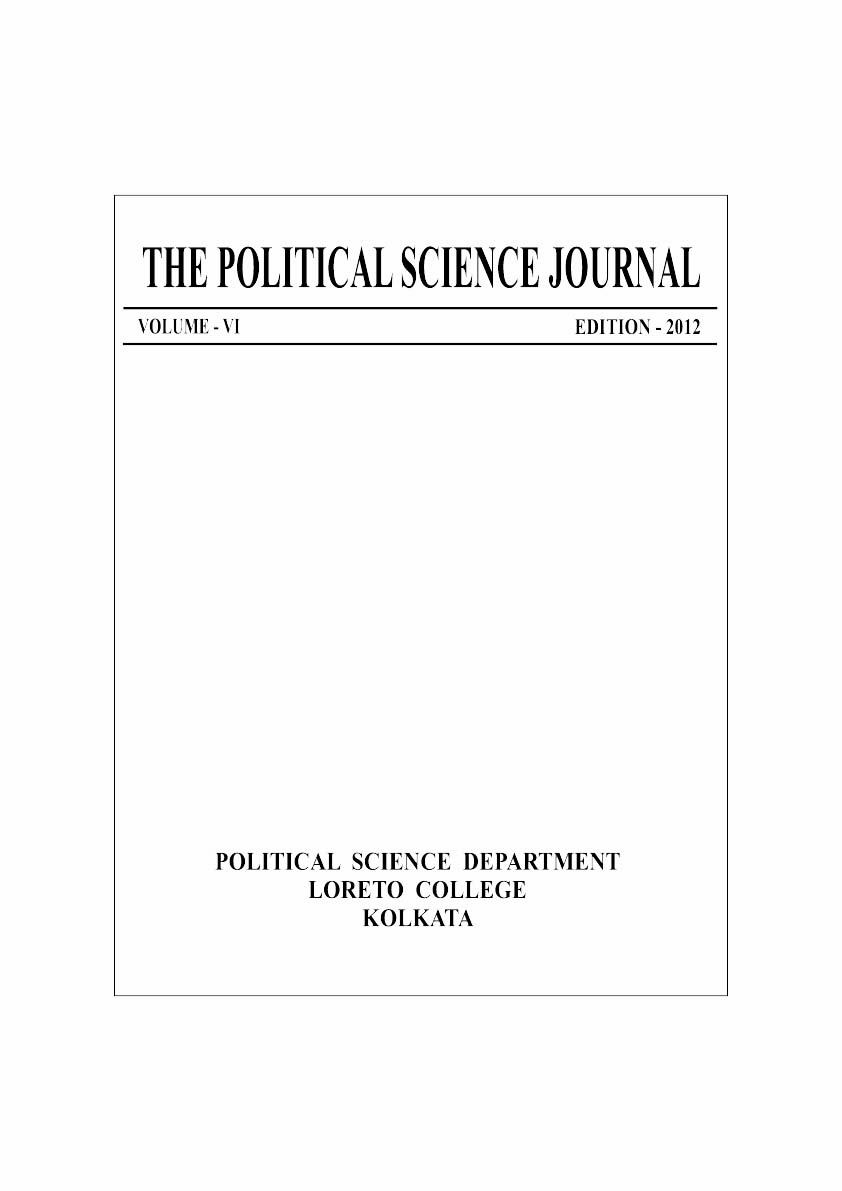 THE POLITICAL SCIENCE JOURNAL
VOLUME - VI EDITION - 2012
POLITICAL SCIENCE DEPARTMENT
LORETO COLLEGE
KOLKATA